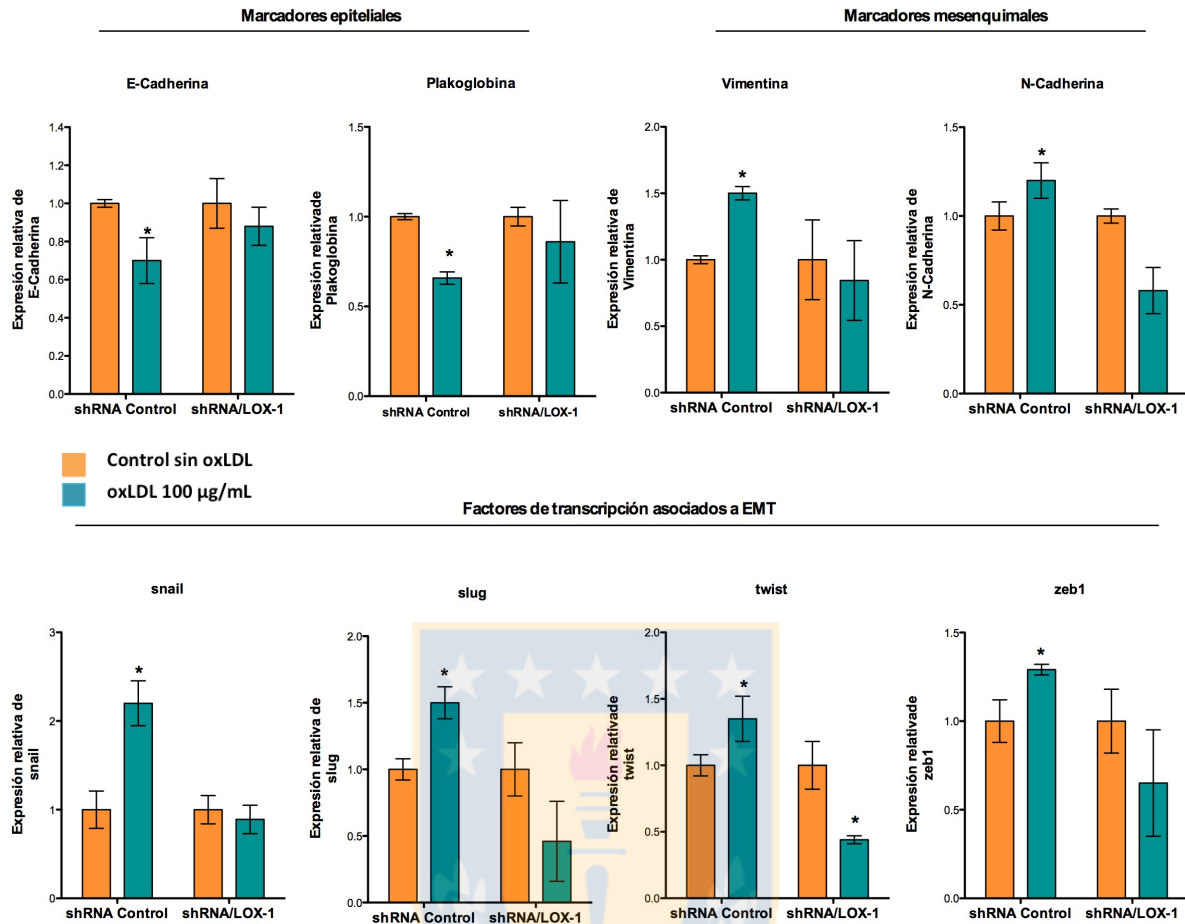 Marcadores epiteliales
Marcadores mesenquimales
E-Cadherina
Plakoglobina
Vimentina
N-Cadherina
Expresión relativa de
E-Cadherina
1.4
1.2
1.0
0.8
0.6
0.4
0.2
0.0
*
shRNA Control
shRNA/LOX-1
Expresión relativade
Plakoglobina
1.5
1.0
0.5
0.0
*
shRNA Control
shRNA/LOX-1
Expresión relativa de
Vimentina
2.0
1.5
1.0
0.5
0.0
*
shRNA Control
shRNA/LOX-1
Expresión relativa de
N-Cadherina
1.5
1.0
0.5
0.0
*
shRNA Control
shRNA/LOX-1
Control sin oxLDL
oxLDL 100 µg/mL
Factores de transcripción asociados a EMT
snail
slug
twist
zeb1
Expresión relativa de
snail
3
2
1
0
*
shRNA Control
shRNA/LOX-1
Expresión relativa de
slug
2.0
1.5
1.0
0.5
0.0
*
shRNA Control
shRNA/LOX-1
Expresión relativade
twist
2.0
1.5
1.0
0.5
0.0
*
*
shRNA Control
shRNA/LOX-1
Expresión relativade
zeb1
1.5
1.0
0.5
0.0
*
shRNA Control
shRNA/LOX-1